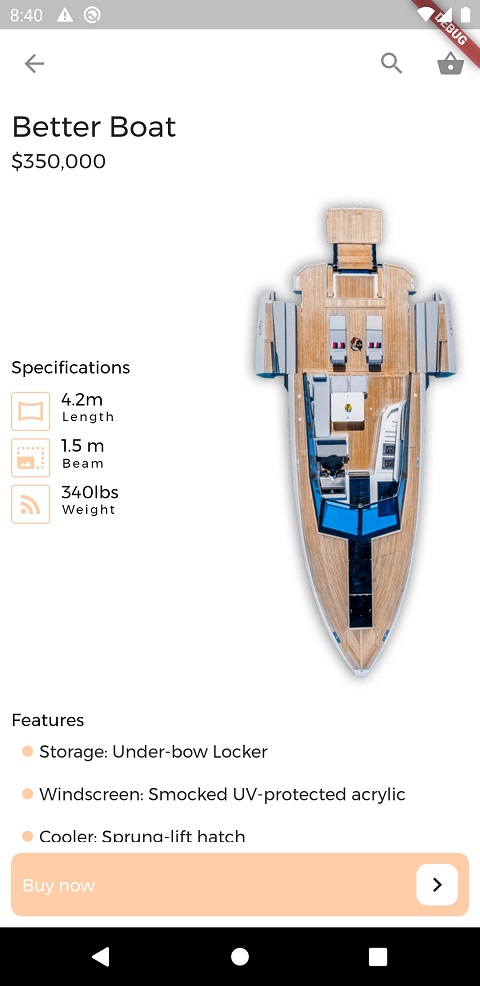 8:40
DEBUG
Better Boat
$350,000
Specifications
4.2m
Length
1.5 m
Beam
340lbs
Weight
Features
Storage: Under-bow Locker
Windscreen: Smocked UV-protected acrylic
Cooler: Sprung-lift hatch
Buy now